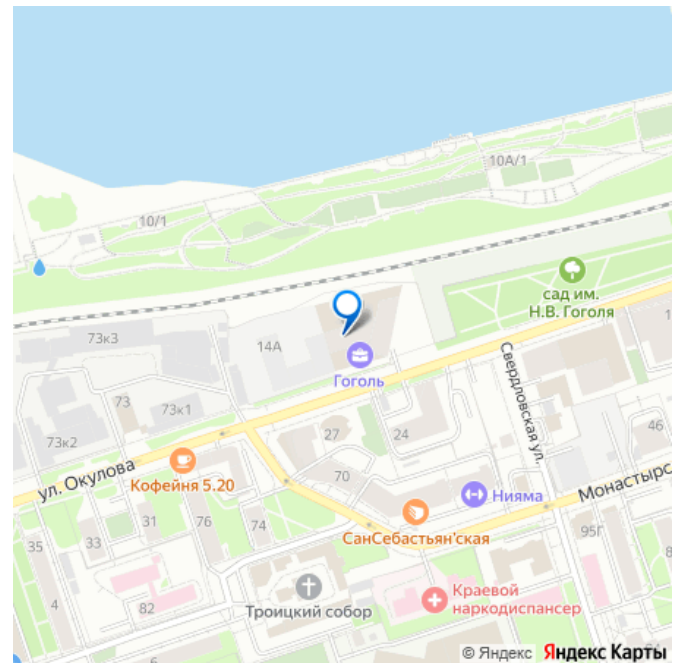 10А/1
10/1
сад им.
Н.В. Гоголя
73к3
14А
Гоголь
73
73к1
Свердловская ул.
27
24
46
73к2
ул. Окулова
Кофейня 5.20
70
Нияма
Монастырс
31
76
74
СанСебастьян'ская
95Г
35
33
4
82
Троицкий собор
Краевой
наркодиспансер
© Яндекс Яндекс Карты